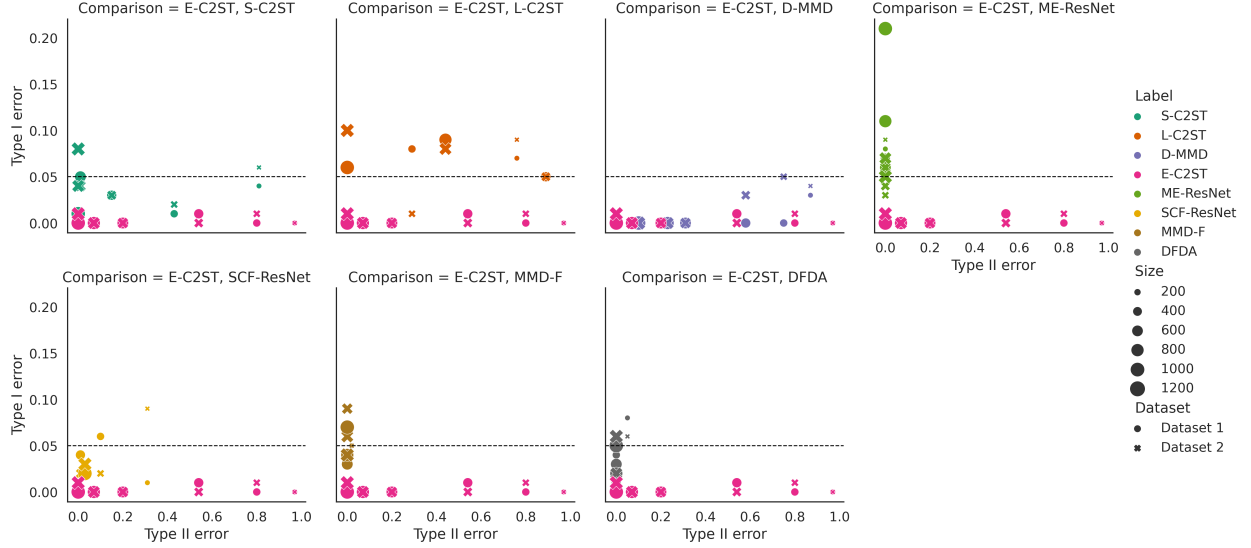 Comparison = E-C2ST, S-C2ST
Comparison = E-C2ST, L-C2ST
Comparison = E-C2ST, D-MMD
Comparison = E-C2ST, ME-ResNet
0.20
0.15
0.10
0.05
0.00
Type I error
0.0 0.2 0.4 0.6 0.8 1.0
Type II error
Label
S-C2ST
L-C2ST
D-MMD
E-C2ST
ME-ResNet
SCF-ResNet
MMD-F
DFDA
Size
200
400
600
800
1000
1200
Dataset
Dataset 1
Dataset 2
Comparison = E-C2ST, SCF-ResNet
Comparison = E-C2ST, MMD-F
Comparison = E-C2ST, DFDA
0.20
0.15
0.10
0.05
0.00
Type I error
0.0 0.2 0.4 0.6 0.8 1.0
Type II error
0.0 0.2 0.4 0.6 0.8 1.0
Type II error
0.0 0.2 0.4 0.6 0.8 1.0
Type II error